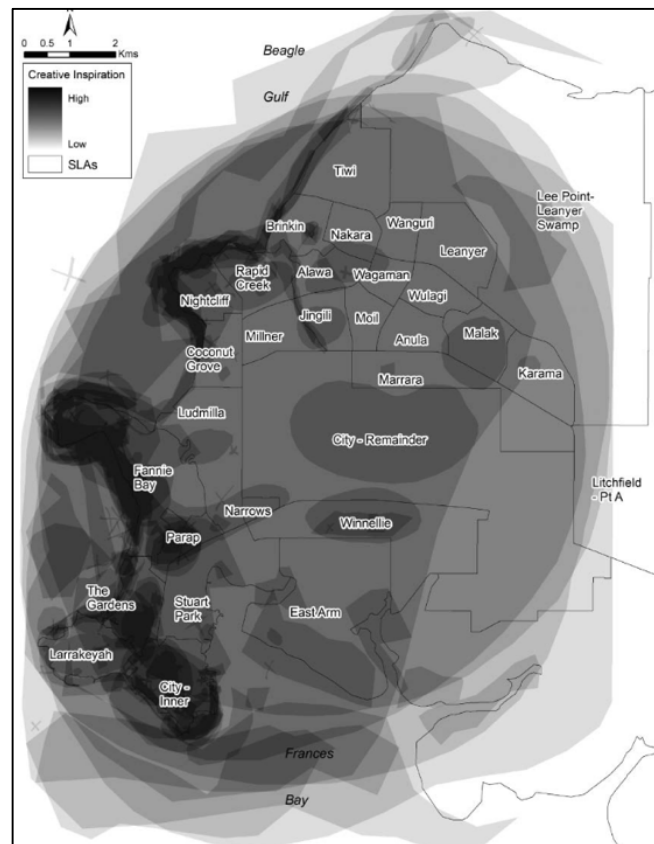 N
0 0.5 1 2
Kms
Creative Inspiration
High
Low
SLAs
Beagle
Gulf
Tiwi
Lee Point-
Leanyer
Swamp
Brinkin
Nakara
Wanguri
Leanyer
Rapid
Creek
Alawa
Wagaman
Nightcliff
Wulagi
Jingili
Moil
Millner
Anula
Malak
Coconut
Grove
Marrara
Karama
Ludmilla
City - Remainder
Fannie
Bay
Litchfield
- Pt A
Narrows
Winnellie
Parap
The
Gardens
Stuart
Park
East Arm
Larrakeyah
City -
Inner
Frances
Bay